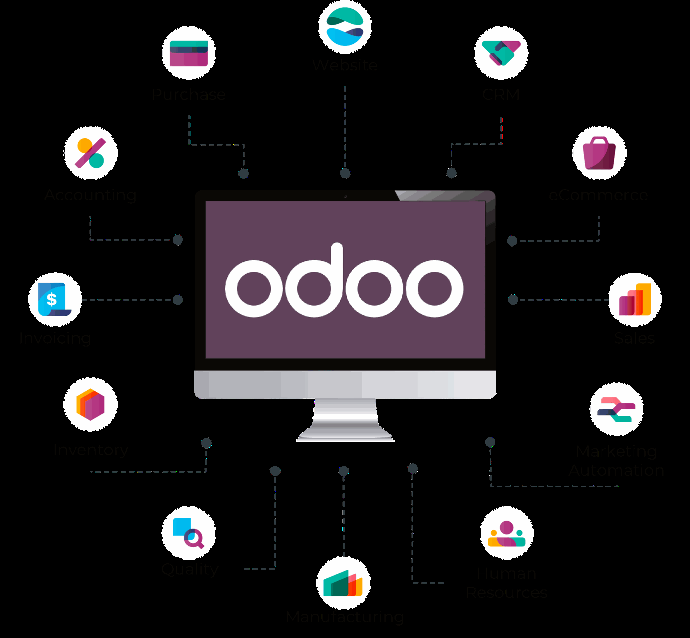 Website
Purchase
CRM
Accounting
eCommerce
odoo
$
Invoicing
Sales
Inventory
Marketing
Automation
Quality
Human
Resources
Manufacturing